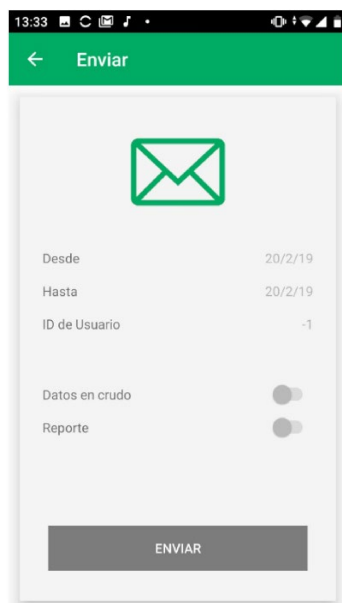 13:33
Enviar
Desde 20/2/19
Hasta 20/2/19
ID de Usuario -1
Datos en crudo
Reporte
ENVIAR